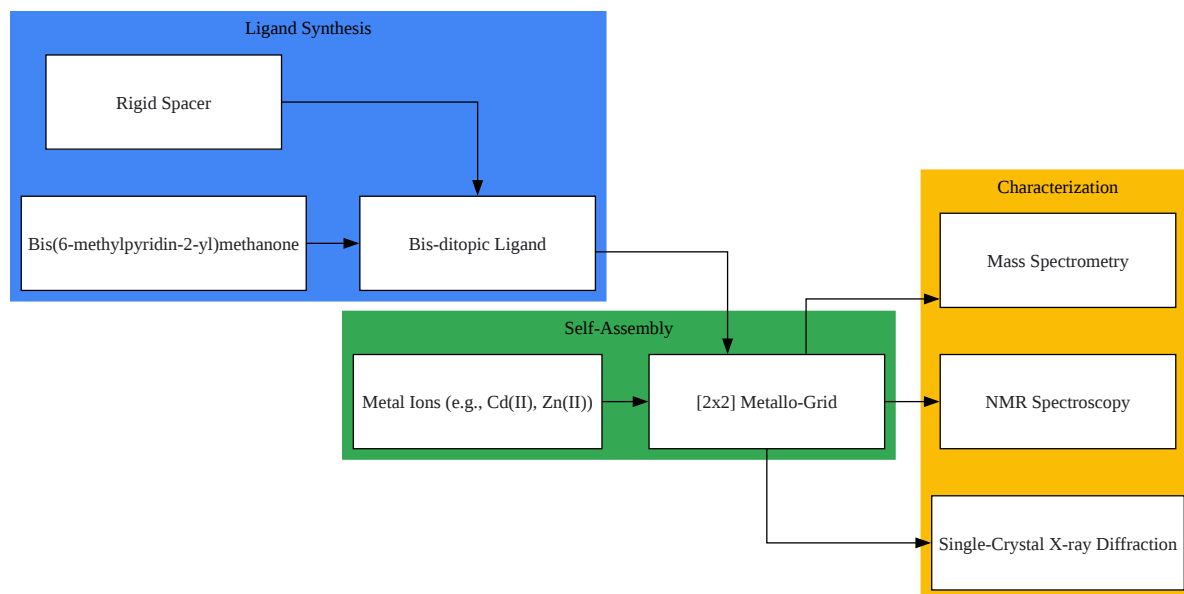 Ligand Synthesis
Rigid Spacer
Bis(6-methylpyridin-2-yl)methanone
Bis-ditopic Ligand
Self-Assembly
Metal Ions (e.g., Cd(II), Zn(II))
[2x2] Metallo-Grid
Characterization
Mass Spectrometry
NMR Spectroscopy
Single-Crystal X-ray Diffraction